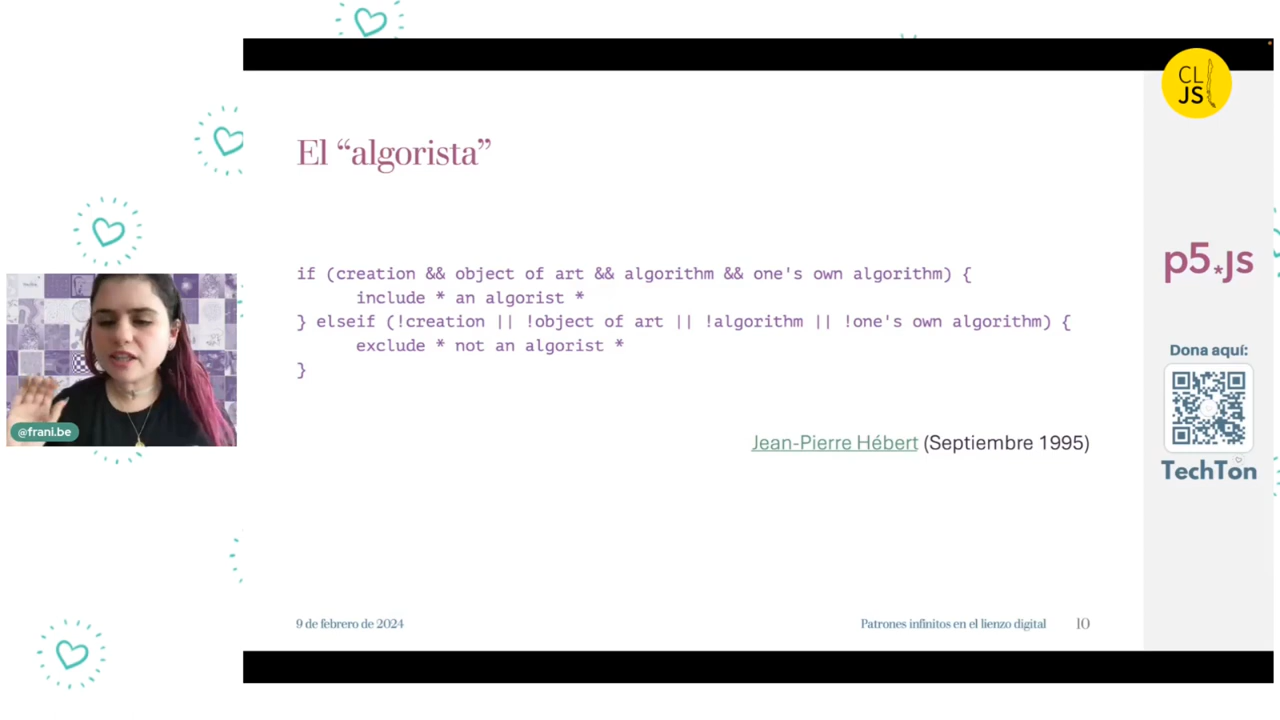 El “algorista”
if (creation && object of art && algorithm && one's own algorithm) {
include * an algorist *
} elseif (!creation || !object of art || !algorithm || !one's own algorithm) {
exclude * not an algorist *
}
Jean-Pierre Hébert (Septiembre 1995)
9 de febrero de 2024
Patrones infinitos en el lienzo digital
10
@frani.be
CL
JS
p5.JS
Dona aquí:
TechTon